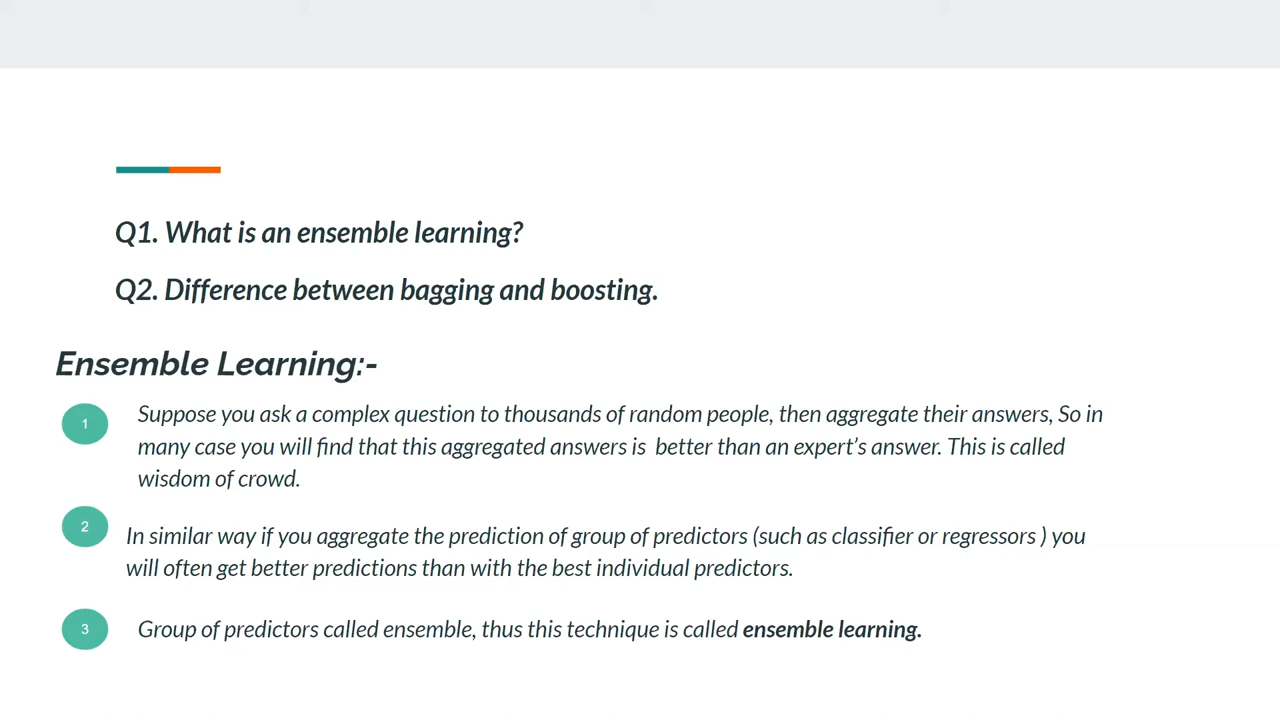 Q1. What is an ensemble learning?
Q2. Difference between bagging and boosting.
Ensemble Learning:-
1
Suppose you ask a complex question to thousands of random people, then aggregate their answers, So in
many case you will find that this aggregated answers is better than an expert’s answer. This is called
wisdom of crowd.
2
In similar way if you aggregate the prediction of group of predictors (such as classifier or regressors ) you
will often get better predictions than with the best individual predictors.
3
Group of predictors called ensemble, thus this technique is called ensemble learning.